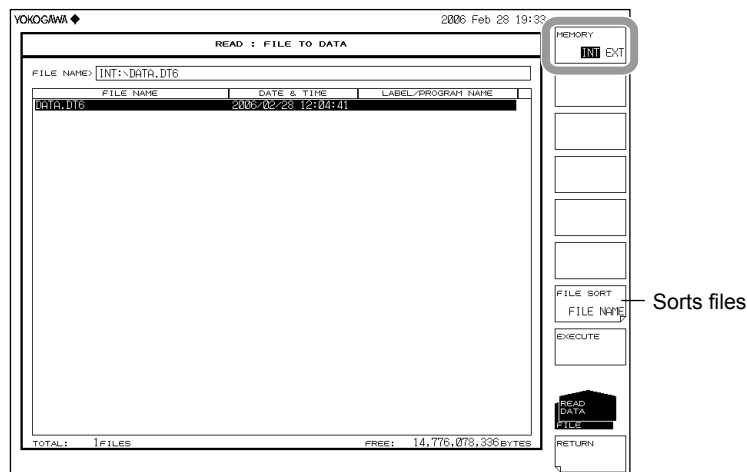 YOKOGAWA ◆ 2006 Feb 28 19:33
READ : FILE TO DATA
FILE NAME> INT:\DATA.DT6
FILE NAME DATE & TIME LABEL/PROGRAM NAME
DATA.DT6 2006/02/28 12:04:41
TOTAL: 1FILES FREE: 14,776,078,336BYTES
MEMORY
INT EXT
FILE SORT
FILE NAME
Sorts files
EXECUTE
READ
DATA
FILE
RETURN